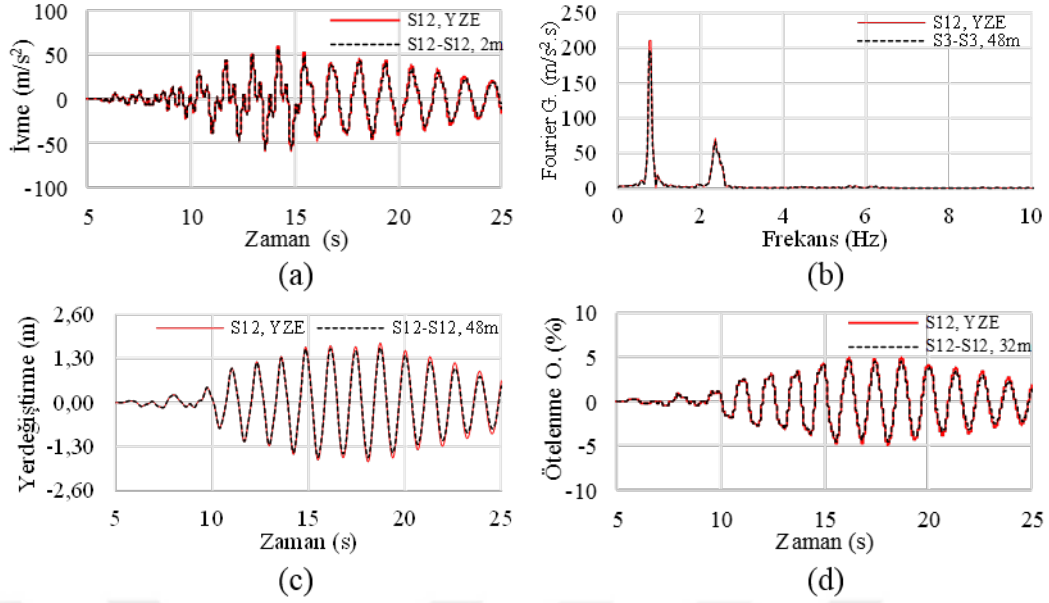 100
50
0
-50
-100
İvme (m/s²)
S12, YZE
S12-S12, 2m
5 10 15 20 25
Zaman (s)
(a)
250
200
150
100
50
0
Fourier G. (m/s².s)
S12, YZE
S3-S3, 48m
0 2 4 6 8 10
Frekans (Hz)
(b)
2,60
1,30
0,00
-1,30
-2,60
Yerdeğiştirme (m)
S12, YZE S12-S12, 48m
5 10 15 20 25
Zaman (s)
(c)
10
5
0
-5
-10
Ötelenme O. (%)
S12, YZE
S12-S12, 32m
5 10 15 20 25
Zaman (s)
(d)